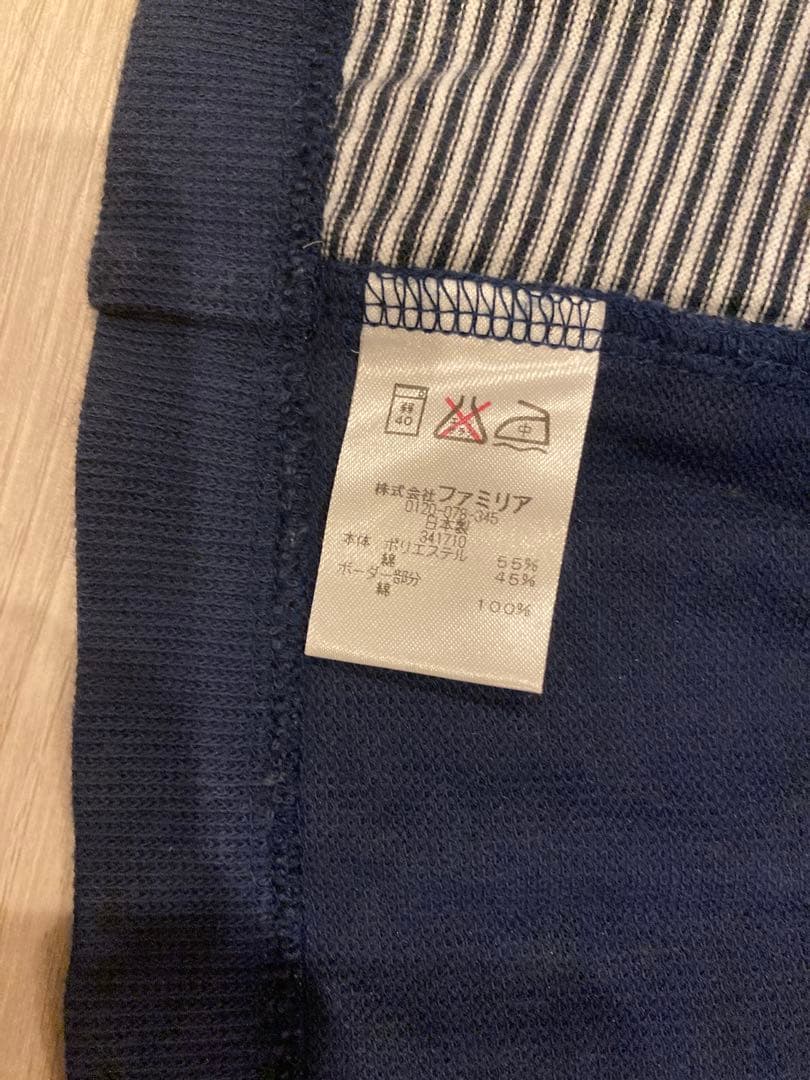 弱
40
中
株式会社ファミリア
0120-078-345
日本製
341710
本体 ポリエステル 55%
綿 45%
ボーダー部分
綿 100%